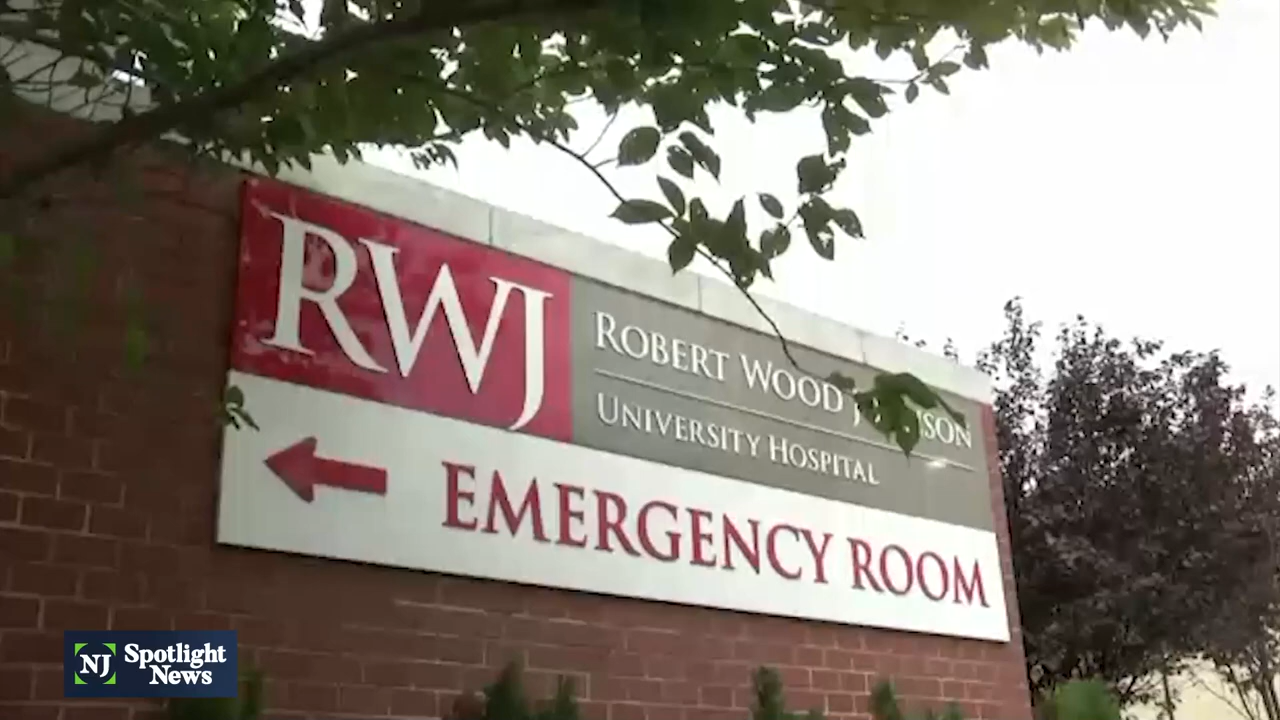 RWJ
ROBERT WOOD
UNIVERSITY HOSPITAL
EMERGENCY ROOM
NJ Spotlight
News